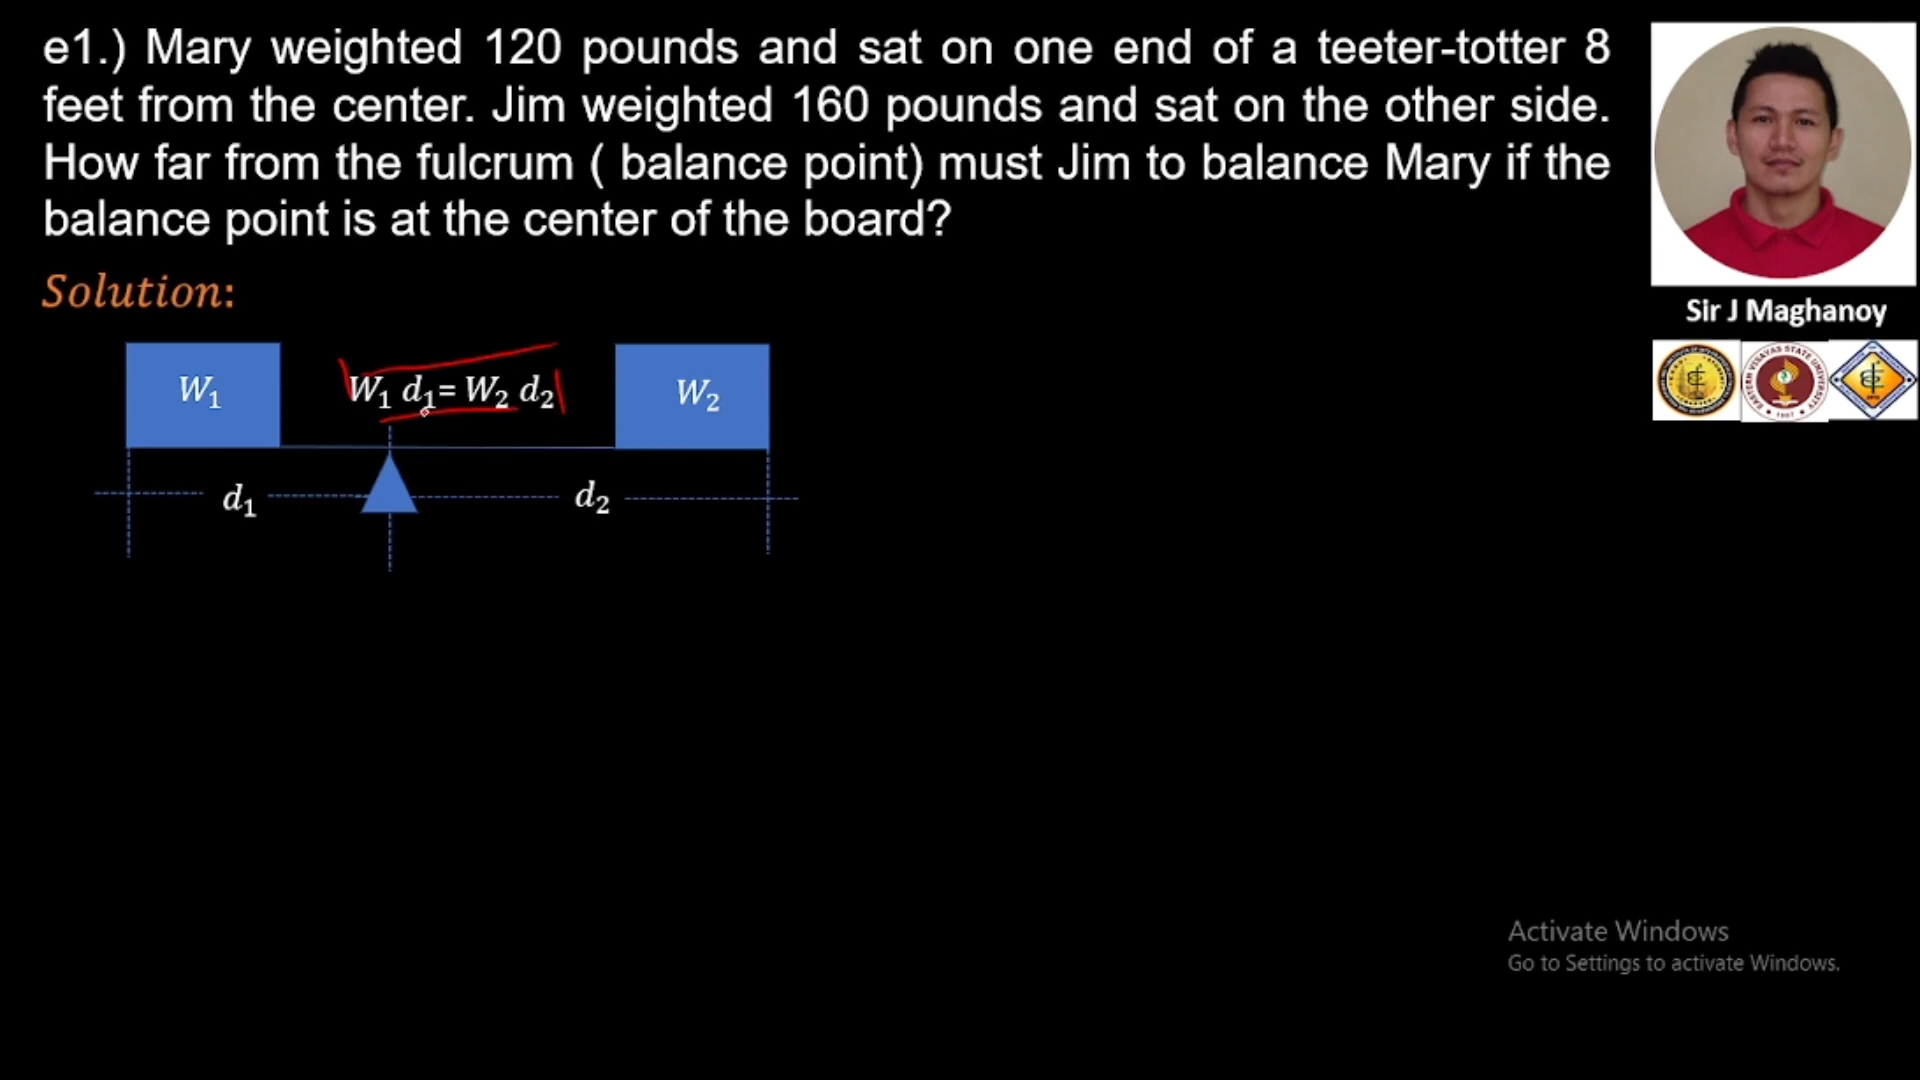 e1.) Mary weighted 120 pounds and sat on one end of a teeter-totter 8
feet from the center. Jim weighted 160 pounds and sat on the other side.
How far from the fulcrum ( balance point) must Jim to balance Mary if the
balance point is at the center of the board?
Solution:
Sir J Maghanoy
W₁
W₁ d₁= W₂ d₂
W₂
d₁
d₂
Activate Windows
Go to Settings to activate Windows.